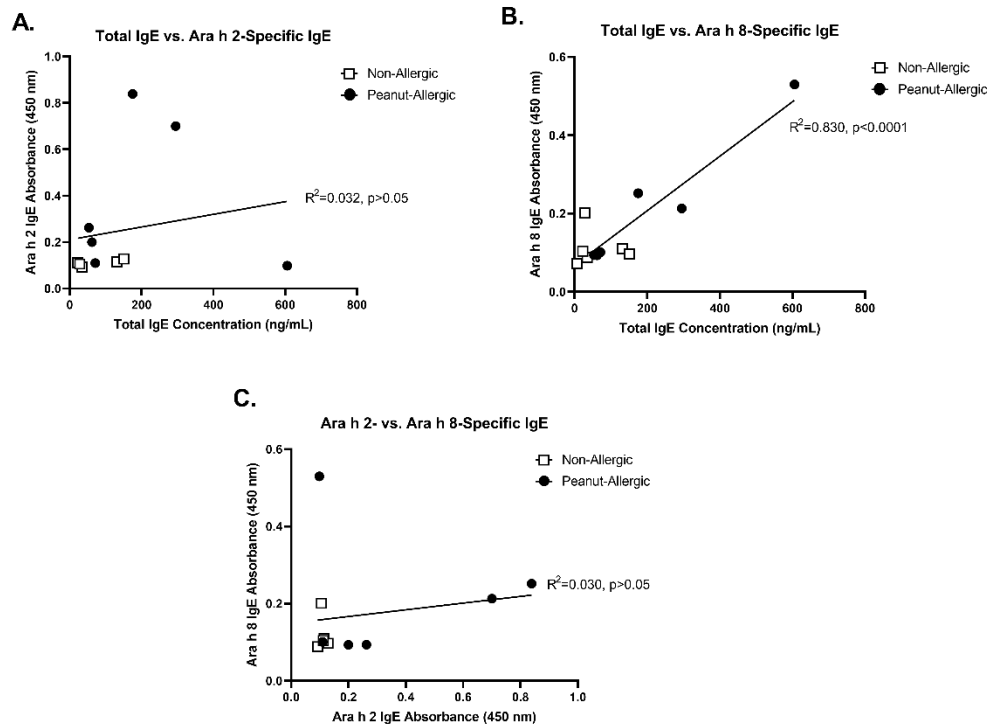 A.
Total IgE vs. Ara h 2-Specific IgE
Ara h 2 IgE Absorbance (450 nm)
1.0
0.8
0.6
0.4
0.2
0.0
0
200
400
600
800
Total IgE Concentration (ng/mL)
Non-Allergic
Peanut-Allergic
R²=0.032, p>0.05
B.
Total IgE vs. Ara h 8-Specific IgE
Ara h 8 IgE Absorbance (450 nm)
0.6
0.4
0.2
0.0
0
200
400
600
800
Total IgE Concentration (ng/mL)
Non-Allergic
Peanut-Allergic
R²=0.830, p<0.0001
C.
Ara h 2- vs. Ara h 8-Specific IgE
Ara h 8 IgE Absorbance (450 nm)
0.6
0.4
0.2
0.0
0.0
0.2
0.4
0.6
0.8
1.0
Ara h 2 IgE Absorbance (450 nm)
Non-Allergic
Peanut-Allergic
R²=0.030, p>0.05